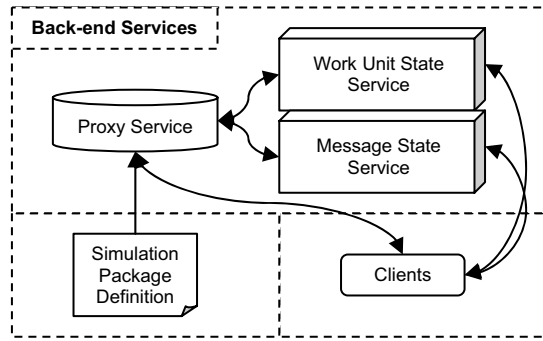 Back-end Services
Work Unit State
Service
Proxy Service
Message State
Service
Simulation
Package
Definition
Clients